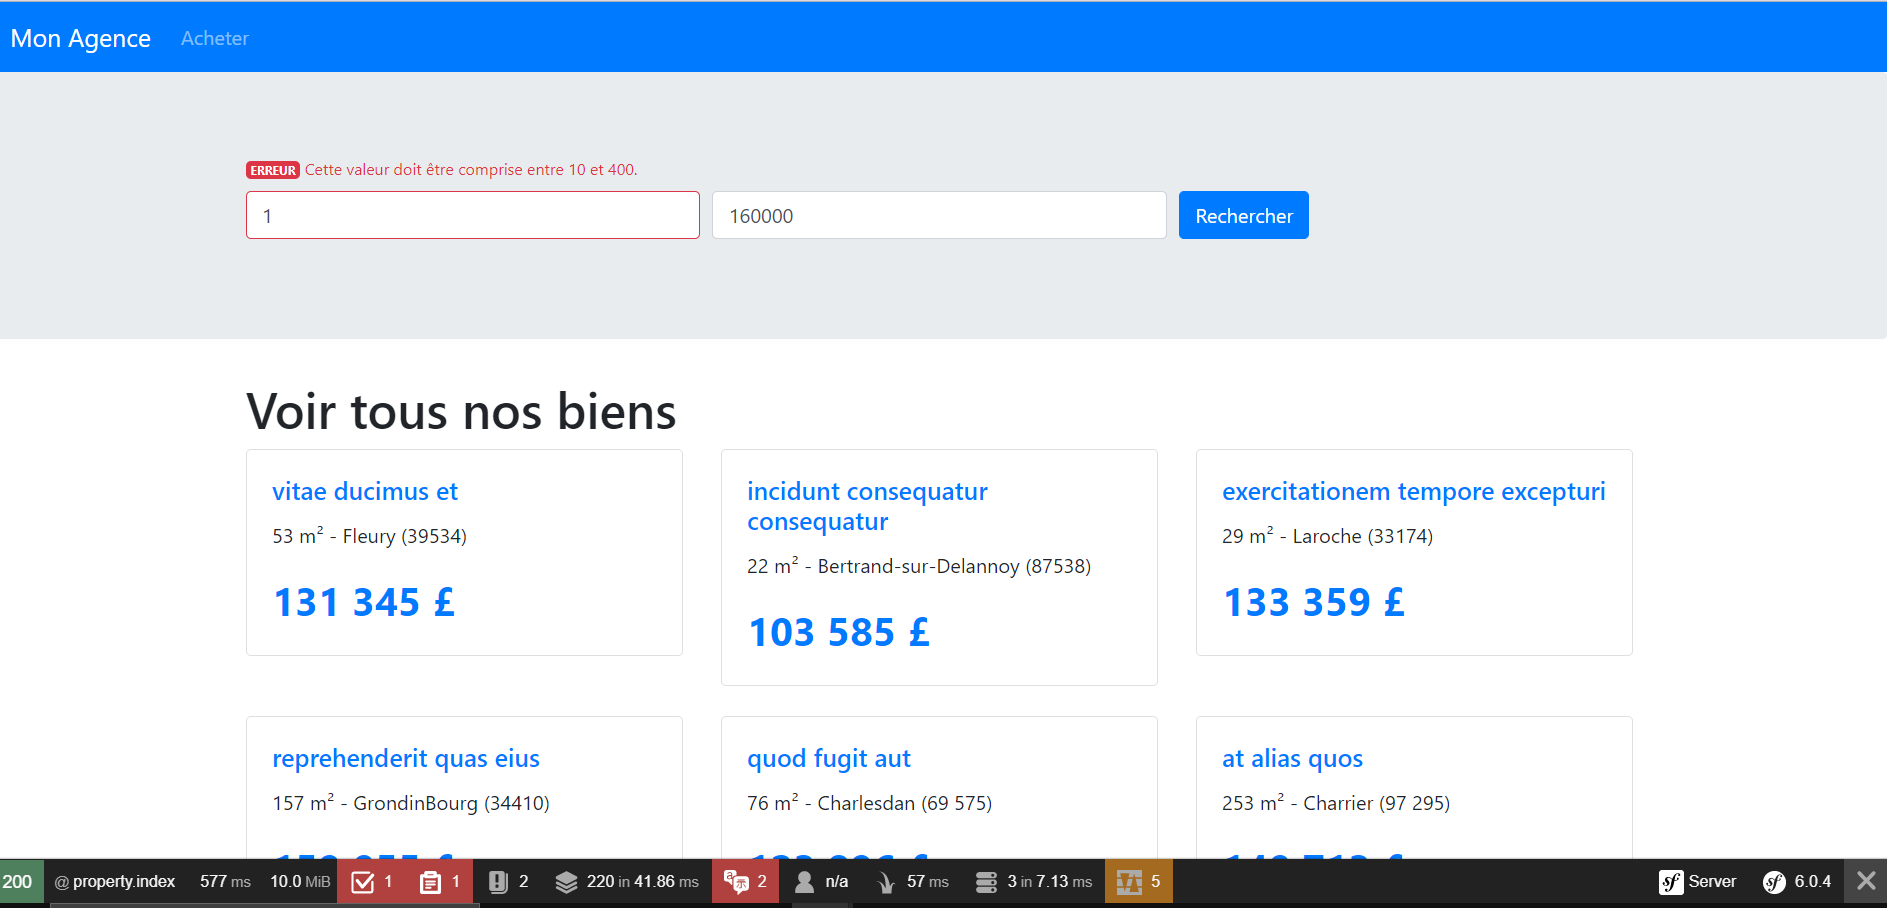 Mon Agence Acheter
ERREUR Cette valeur doit être comprise entre 10 et 400.
1 160000 Rechercher
Voir tous nos biens
vitae ducimus et
53 m² - Fleury (39534)
131 345 £
incidunt consequatur
consequatur
22 m² - Bertrand-sur-Delannoy (87538)
103 585 £
exercitationem tempore excepturi
29 m² - Laroche (33174)
133 359 £
reprehenderit quas eius
157 m² - GrondinBourg (34410)
quod fugit aut
76 m² - Charlesdan (69 575)
at alias quos
253 m² - Charrier (97 295)
200 @ property.index 577 ms 10.0 MiB 1 1 2 220 in 41.86 ms 2 n/a 57 ms 3 in 7.13 ms 5 sf Server sf 6.0.4